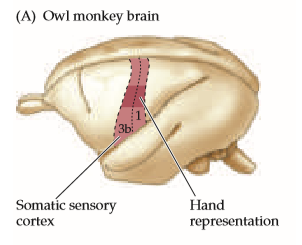 (A) Owl monkey brain
1
3b
Somatic sensory
cortex
Hand
representation